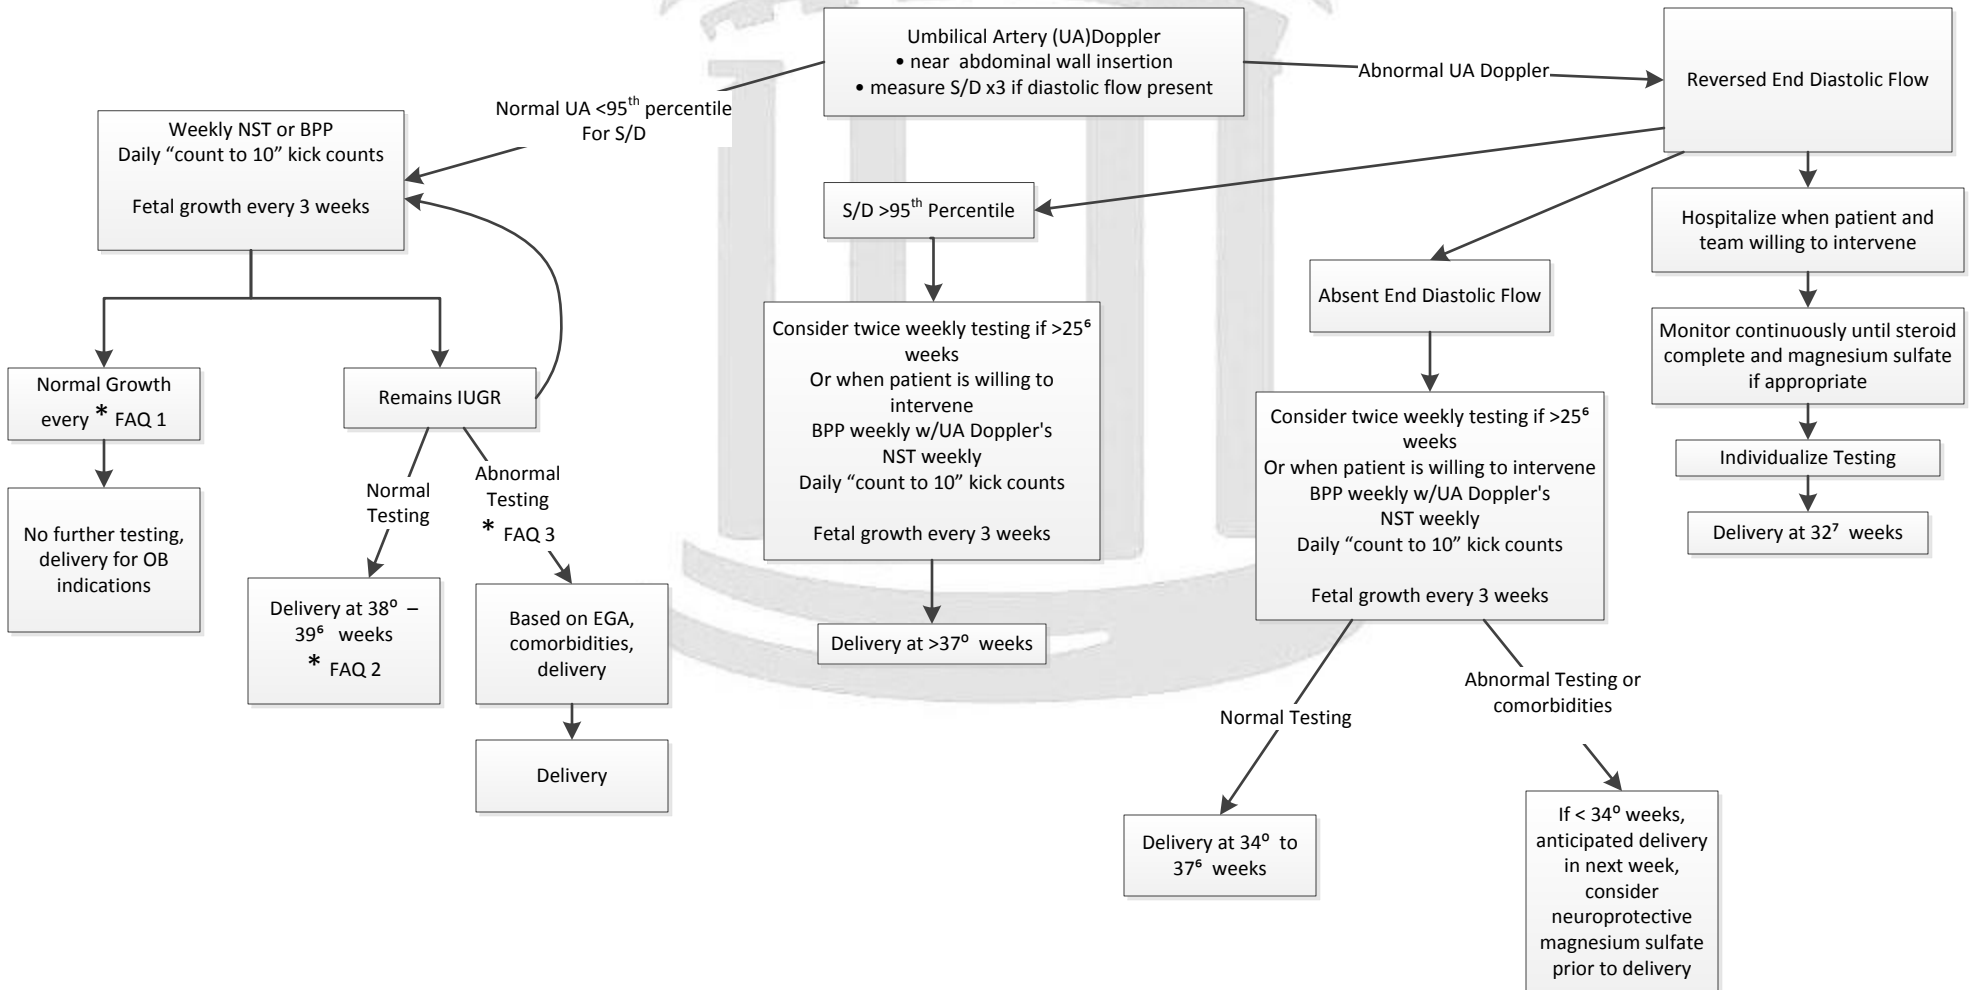 Umbilical Artery (UA)Doppler
• near abdominal wall insertion
• measure S/D x3 if diastolic flow present
Normal UA <95ᵗʰ percentile
For S/D
Abnormal UA Doppler
Weekly NST or BPP
Daily “count to 10” kick counts
Fetal growth every 3 weeks
Normal Growth
every * FAQ 1
No further testing,
delivery for OB
indications
Remains IUGR
Normal
Testing
Abnormal
Testing
* FAQ 3
Delivery at 38⁰ –
39⁶ weeks
* FAQ 2
Based on EGA,
comorbidities,
delivery
Delivery
S/D >95ᵗʰ Percentile
Consider twice weekly testing if >25⁶
weeks
Or when patient is willing to
intervene
BPP weekly w/UA Doppler's
NST weekly
Daily “count to 10” kick counts
Fetal growth every 3 weeks
Delivery at >37⁰ weeks
Absent End Diastolic Flow
Consider twice weekly testing if >25⁶
weeks
Or when patient is willing to intervene
BPP weekly w/UA Doppler's
NST weekly
Daily “count to 10” kick counts
Fetal growth every 3 weeks
Normal Testing
Abnormal Testing or
comorbidities
Delivery at 34⁰ to
37⁶ weeks
If < 34⁰ weeks,
anticipated delivery
in next week,
consider
neuroprotective
magnesium sulfate
prior to delivery
Reversed End Diastolic Flow
Hospitalize when patient and
team willing to intervene
Monitor continuously until steroid
complete and magnesium sulfate
if appropriate
Individualize Testing
Delivery at 32⁷ weeks